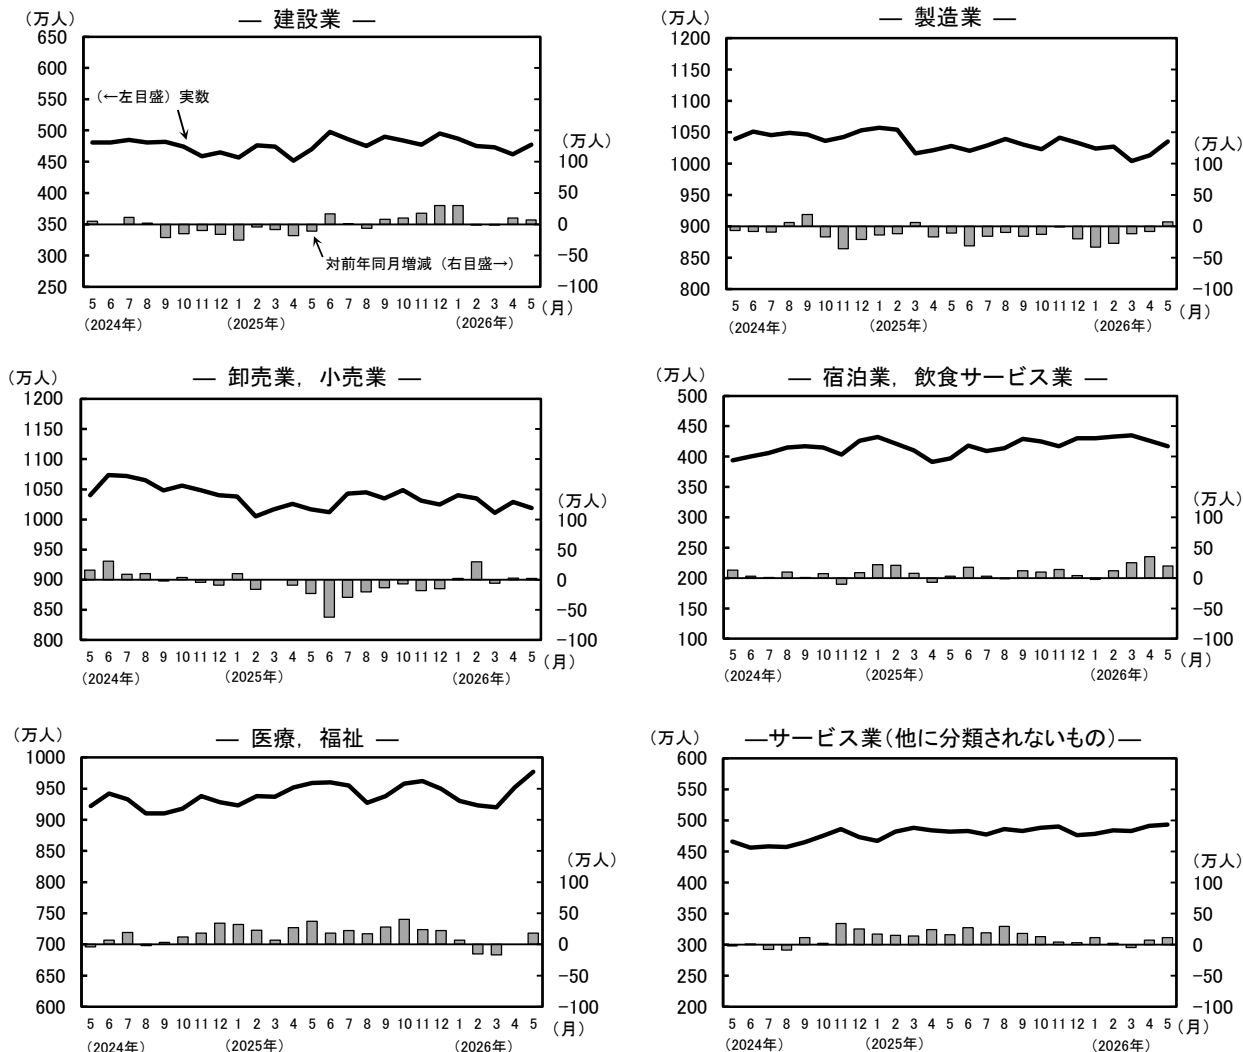 ― 建設業 ―
（万人）
650
600
550
500
450
400
350
300
250
（←左目盛）実数
対前年同月増減（右目盛→）
（万人）
100
50
0
−50
−100
5 6 7 8 9 10 11 12 1 2 3 4 5 6 7 8 9 10 11 12 1 2 3 4 5 （月）
（2024年） （2025年） （2026年）
― 製造業 ―
（万人）
1200
1150
1100
1050
1000
950
900
850
800
（万人）
100
50
0
−50
−100
5 6 7 8 9 10 11 12 1 2 3 4 5 6 7 8 9 10 11 12 1 2 3 4 5 （月）
（2024年） （2025年） （2026年）
― 卸売業，小売業 ―
（万人）
1200
1150
1100
1050
1000
950
900
850
800
（万人）
100
50
0
−50
−100
5 6 7 8 9 10 11 12 1 2 3 4 5 6 7 8 9 10 11 12 1 2 3 4 5 （月）
（2024年） （2025年） （2026年）
― 宿泊業，飲食サービス業 ―
（万人）
500
450
400
350
300
250
200
150
100
（万人）
100
50
0
−50
−100
5 6 7 8 9 10 11 12 1 2 3 4 5 6 7 8 9 10 11 12 1 2 3 4 5 （月）
（2024年） （2025年） （2026年）
― 医療，福祉 ―
（万人）
1000
950
900
850
800
750
700
650
600
（万人）
100
50
0
−50
−100
5 6 7 8 9 10 11 12 1 2 3 4 5 6 7 8 9 10 11 12 1 2 3 4 5 （月）
（2024年） （2025年） （2026年）
―サービス業（他に分類されないもの）―
（万人）
600
550
500
450
400
350
300
250
200
（万人）
100
50
0
−50
−100
5 6 7 8 9 10 11 12 1 2 3 4 5 6 7 8 9 10 11 12 1 2 3 4 5 （月）
（2024年） （2025年） （2026年）